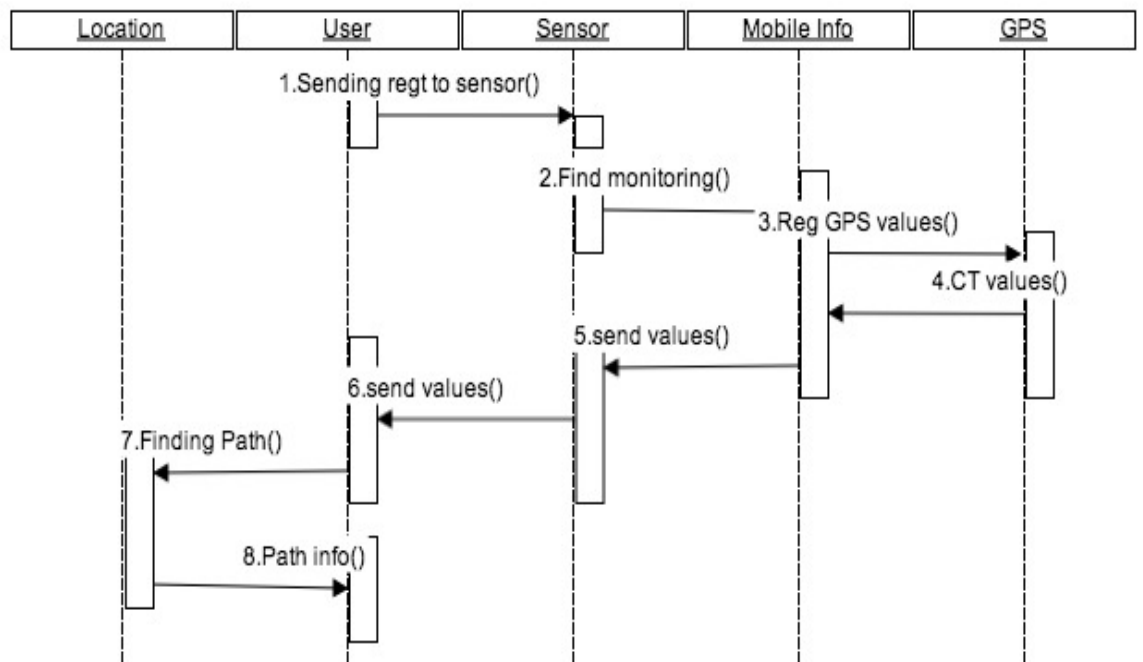 Location
User
Sensor
Mobile Info
GPS
1.Sending regt to sensor()
2.Find monitoring()
3.Reg GPS values()
4.CT values()
5.send values()
6.send values()
7.Finding Path()
8.Path info()